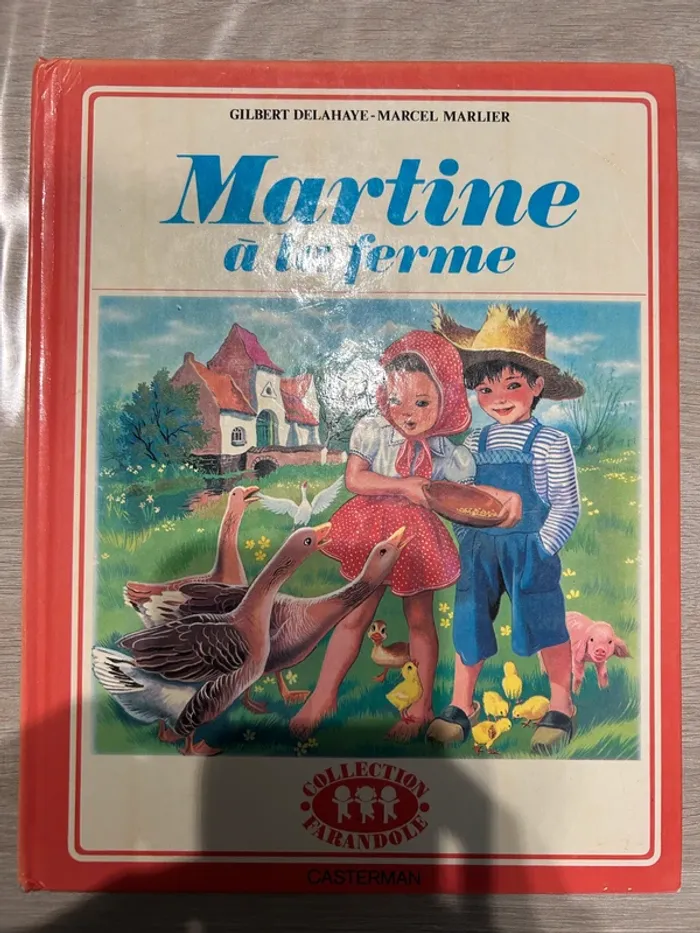 GILBERT DELAHAYE-MARCEL MARLIER
Martine
à la ferme
COLLECTION
FARANDOLE
CASTERMAN